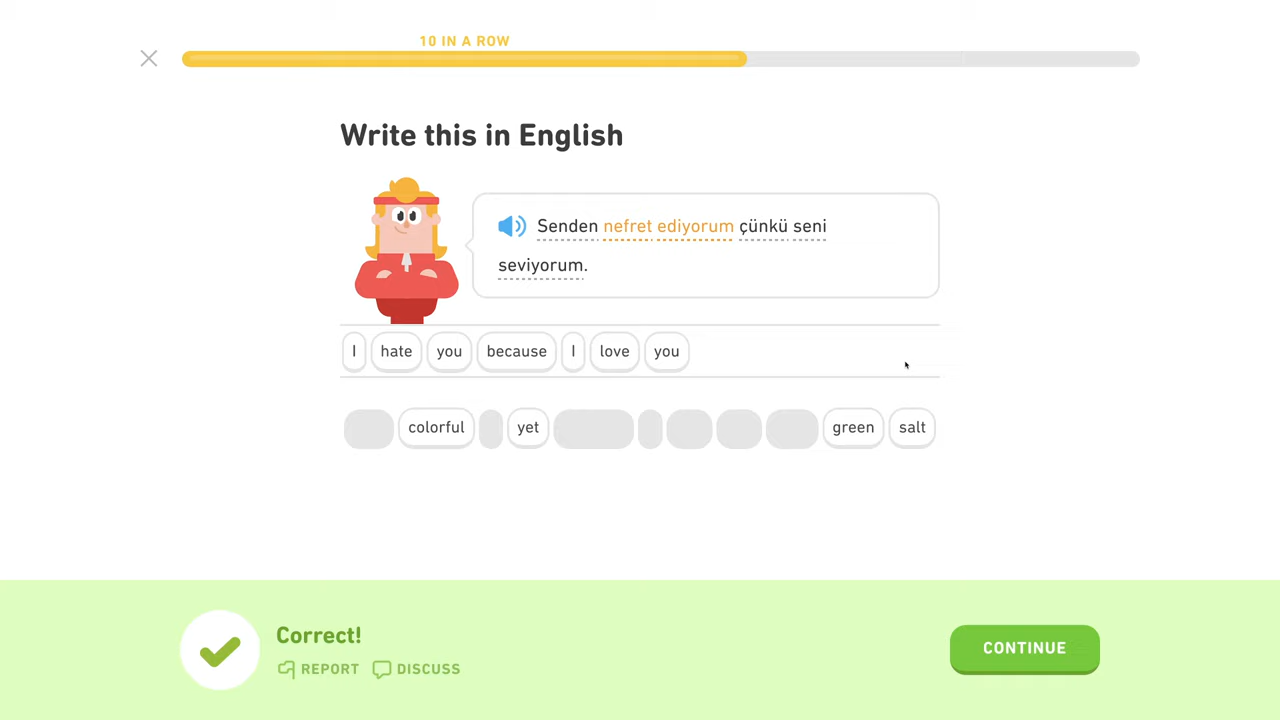 10 IN A ROW
Write this in English
Senden nefret ediyorum çünkü seni
seviyorum.
I hate you because I love you
colorful yet green salt
Correct!
REPORT DISCUSS
CONTINUE